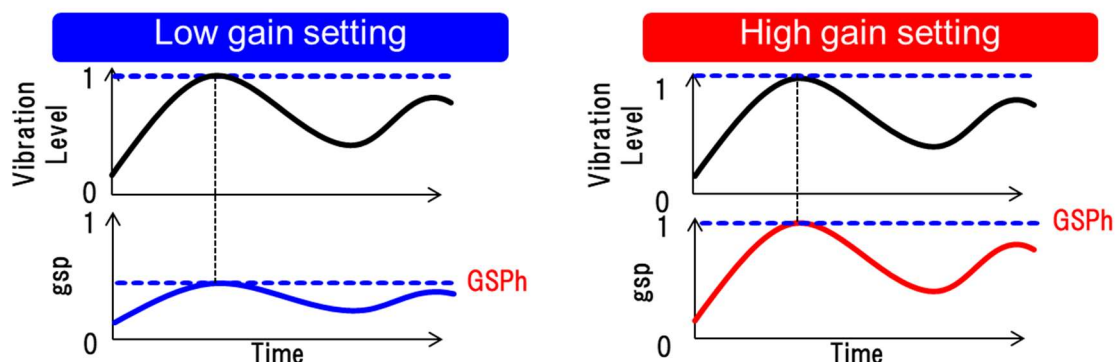 Low gain setting
1
Vibration
Level
0
1
gsp
GSPh
0
Time
High gain setting
1
Vibration
Level
0
1
GSPh
gsp
0
Time